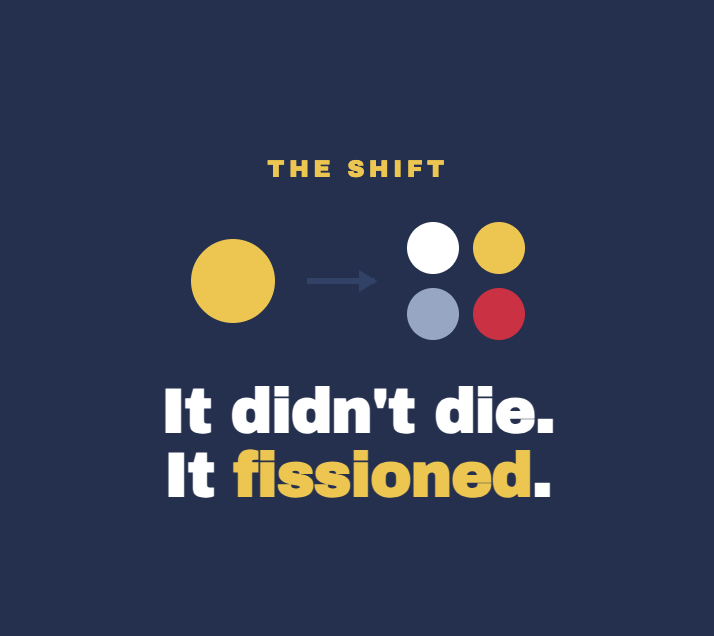 THE SHIFT
It didn't die.
It fissioned.